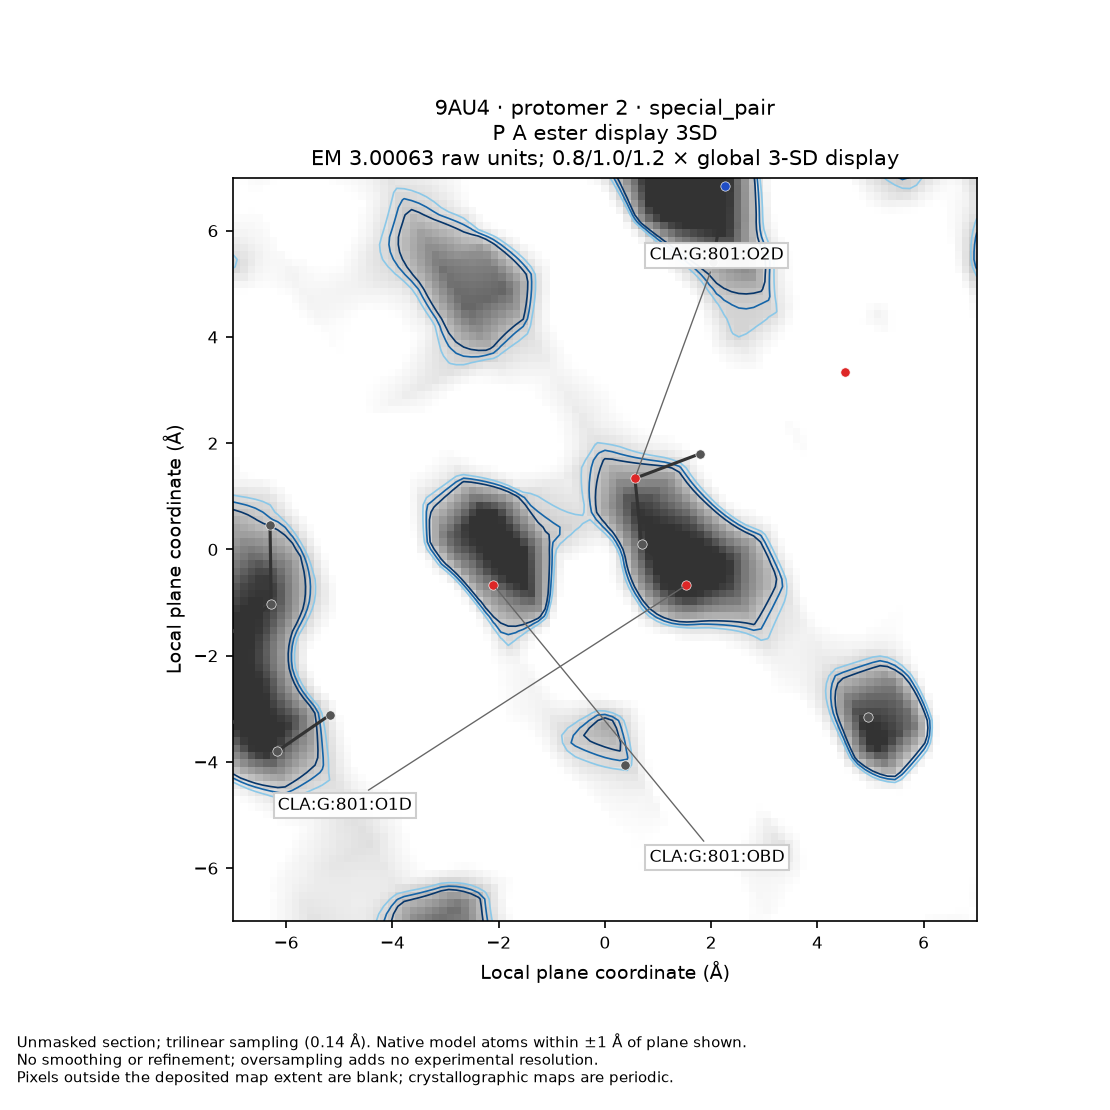 9AU4 · protomer 2 · special_pair
P A ester display 3SD
EM 3.00063 raw units; 0.8/1.0/1.2 × global 3-SD display
Local plane coordinate (Å)
6
4
2
0
−2
−4
−6
CLA:G:801:O2D
CLA:G:801:O1D
CLA:G:801:OBD
−6
−4
−2
0
2
4
6
Local plane coordinate (Å)
Unmasked section; trilinear sampling (0.14 Å). Native model atoms within ±1 Å of plane shown.
No smoothing or refinement; oversampling adds no experimental resolution.
Pixels outside the deposited map extent are blank; crystallographic maps are periodic.